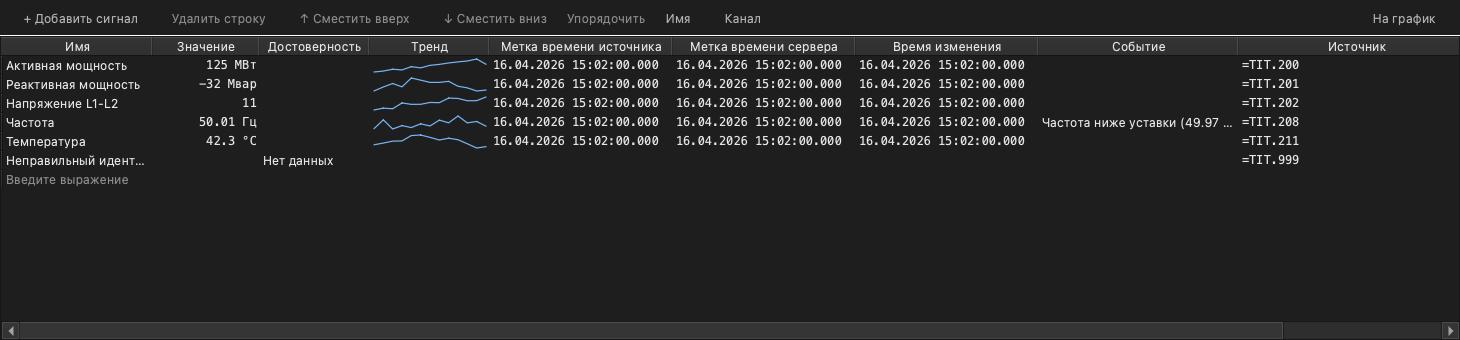 + Добавить сигнал Удалить строку ↑ Сместить вверх ↓ Сместить вниз Упорядочить Имя Канал На график
Имя Значение Достоверность Тренд Метка времени источника Метка времени сервера Время изменения Событие Источник
Активная мощность 125 МВт 16.04.2026 15:02:00.000 16.04.2026 15:02:00.000 16.04.2026 15:02:00.000 =TIT.200
Реактивная мощность −32 Мвар 16.04.2026 15:02:00.000 16.04.2026 15:02:00.000 16.04.2026 15:02:00.000 =TIT.201
Напряжение L1-L2 11 16.04.2026 15:02:00.000 16.04.2026 15:02:00.000 16.04.2026 15:02:00.000 =TIT.202
Частота 50.01 Гц 16.04.2026 15:02:00.000 16.04.2026 15:02:00.000 16.04.2026 15:02:00.000 Частота ниже уставки (49.97 ... =TIT.208
Температура 42.3 °C 16.04.2026 15:02:00.000 16.04.2026 15:02:00.000 16.04.2026 15:02:00.000 =TIT.211
Неправильный идент... Нет данных =TIT.999
Введите выражение